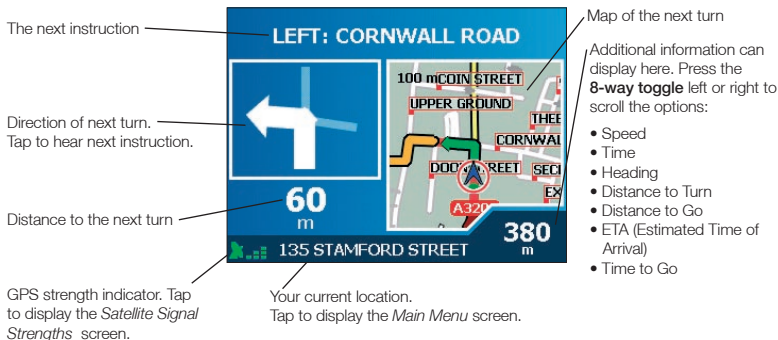 The next instruction
LEFT: CORNWALL ROAD
Map of the next turn
Additional information can
display here. Press the
8-way toggle left or right to
scroll the options:
• Speed
• Time
• Heading
• Distance to Turn
• Distance to Go
• ETA (Estimated Time of
Arrival)
• Time to Go
100 m
COIN STREET
UPPER GROUND
THEE
CORNWAL
REET
SECI
EX
Direction of next turn.
Tap to hear next instruction.
60
m
Distance to the next turn
380
m
135 STAMFORD STREET
GPS strength indicator. Tap
to display the Satellite Signal
Strengths screen.
Your current location.
Tap to display the Main Menu screen.